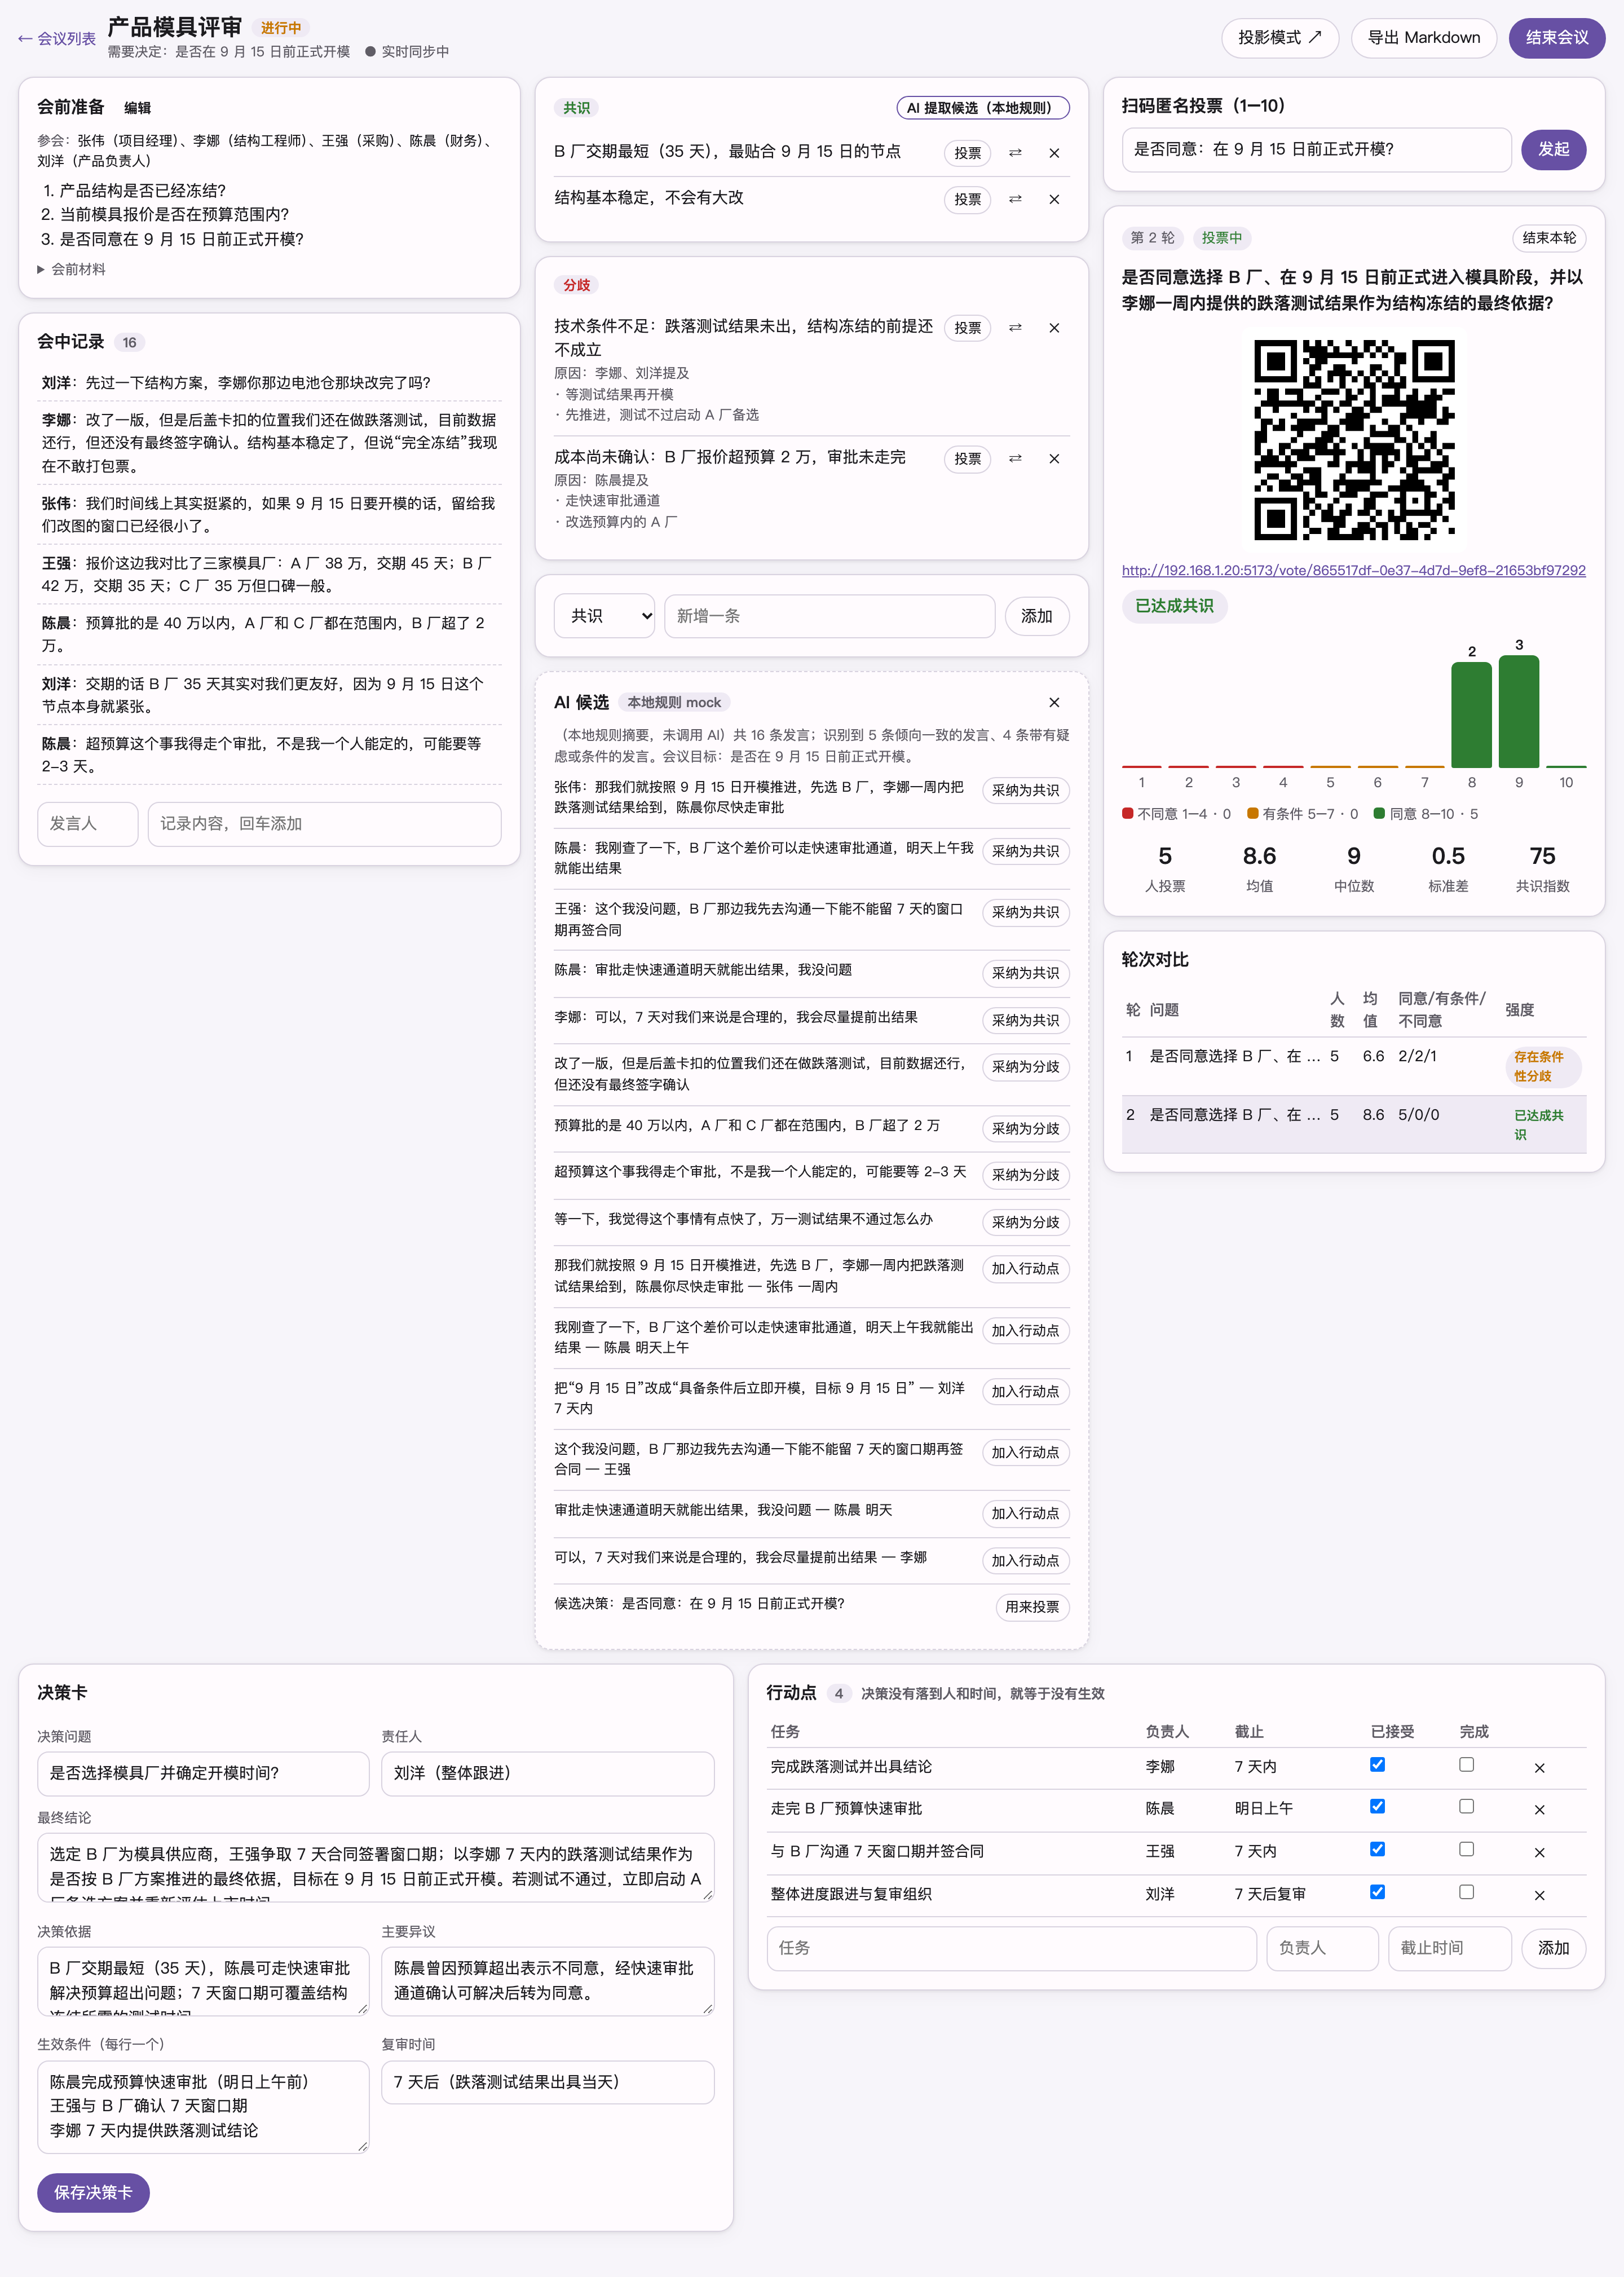 ← 会议列表
产品模具评审 进行中
需要决定：是否在 9 月 15 日前正式开模 ● 实时同步中
投影模式 ↗
导出 Markdown
结束会议
会前准备 编辑
参会：张伟（项目经理）、李娜（结构工程师）、王强（采购）、陈晨（财务）、
刘洋（产品负责人）
1. 产品结构是否已经冻结？
2. 当前模具报价是否在预算范围内？
3. 是否同意在 9 月 15 日前正式开模？
▶ 会前材料
会中记录 16
刘洋：先过一下结构方案，李娜你那边电池仓那块改完了吗？
李娜：改了一版，但是后盖卡扣的位置我们还在做跌落测试，目前数据
还行，但还没有最终签字确认。结构基本稳定了，但说“完全冻结”我现
在不敢打包票。
张伟：我们时间线上其实挺紧的，如果 9 月 15 日要开模的话，留给我
们改图的窗口已经很小了。
王强：报价这边我对比了三家模具厂：A 厂 38 万，交期 45 天；B 厂
42 万，交期 35 天；C 厂 35 万但口碑一般。
陈晨：预算批的是 40 万以内，A 厂和 C 厂都在范围内，B 厂超了 2
万。
刘洋：交期的话 B 厂 35 天其实对我们更友好，因为 9 月 15 日这个
节点本身就紧张。
陈晨：超预算这个事我得走个审批，不是我一个人能定的，可能要等
2–3 天。
发言人
记录内容，回车添加
共识
AI 提取候选（本地规则）
B 厂交期最短（35 天），最贴合 9 月 15 日的节点
投票 ⇄ ×
结构基本稳定，不会有大改
投票 ⇄ ×
分歧
技术条件不足：跌落测试结果未出，结构冻结的前提还
不成立
投票 ⇄ ×
原因：李娜、刘洋提及
· 等测试结果再开模
· 先推进，测试不过启动 A 厂备选
成本尚未确认：B 厂报价超预算 2 万，审批未走完
投票 ⇄ ×
原因：陈晨提及
· 走快速审批通道
· 改选预算内的 A 厂
共识
新增一条
添加
AI 候选 本地规则 mock ×
（本地规则摘要，未调用 AI）共 16 条发言；识别到 5 条倾向一致的发言、4 条带有疑
虑或条件的发言。会议目标：是否在 9 月 15 日前正式开模。
张伟：那我们就按照 9 月 15 日开模推进，先选 B 厂，李娜一周内把
跌落测试结果给到，陈晨你尽快走审批
采纳为共识
陈晨：我刚查了一下，B 厂这个差价可以走快速审批通道，明天上午我
就能出结果
采纳为共识
王强：这个我没问题，B 厂那边我先去沟通一下能不能留 7 天的窗口
期再签合同
采纳为共识
陈晨：审批走快速通道明天就能出结果，我没问题
采纳为共识
李娜：可以，7 天对我们来说是合理的，我会尽量提前出结果
采纳为共识
改了一版，但是后盖卡扣的位置我们还在做跌落测试，目前数据还行，
但还没有最终签字确认
采纳为分歧
预算批的是 40 万以内，A 厂和 C 厂都在范围内，B 厂超了 2 万
采纳为分歧
超预算这个事我得走个审批，不是我一个人能定的，可能要等 2–3 天
采纳为分歧
等一下，我觉得这个事情有点快了，万一测试结果不通过怎么办
采纳为分歧
那我们就按照 9 月 15 日开模推进，先选 B 厂，李娜一周内把跌落测
试结果给到，陈晨你尽快走审批 — 张伟 一周内
加入行动点
我刚查了一下，B 厂这个差价可以走快速审批通道，明天上午我就能出
结果 — 陈晨 明天上午
加入行动点
把“9 月 15 日”改成“具备条件后立即开模，目标 9 月 15 日” — 刘洋
7 天内
加入行动点
这个我没问题，B 厂那边我先去沟通一下能不能留 7 天的窗口期再签
合同 — 王强
加入行动点
审批走快速通道明天就能出结果，我没问题 — 陈晨 明天
加入行动点
可以，7 天对我们来说是合理的，我会尽量提前出结果 — 李娜
加入行动点
候选决策：是否同意：在 9 月 15 日前正式开模？
用来投票
扫码匿名投票（1—10）
是否同意：在 9 月 15 日前正式开模？
发起
第 2 轮 投票中
结束本轮
是否同意选择 B 厂、在 9 月 15 日前正式进入模具阶段，并以
李娜一周内提供的跌落测试结果作为结构冻结的最终依据？
http://192.168.1.20:5173/vote/865517df-0e37-4d7d-9ef8-21653bf97292
已达成共识
2 3
1 2 3 4 5 6 7 8 9 10
不同意 1—4 · 0 有条件 5—7 · 0 同意 8—10 · 5
5 8.6 9 0.5 75
人投票 均值 中位数 标准差 共识指数
轮次对比
轮 问题 人数 均值 同意/有条件/不同意 强度
1 是否同意选择 B 厂、在 ... 5 6.6 2/2/1 存在条件性分歧
2 是否同意选择 B 厂、在 ... 5 8.6 5/0/0 已达成共识
决策卡
决策问题 责任人
是否选择模具厂并确定开模时间？ 刘洋（整体跟进）
最终结论
选定 B 厂为模具供应商，王强争取 7 天合同签署窗口期；以李娜 7 天内的跌落测试结果作为
是否按 B 厂方案推进的最终依据，目标在 9 月 15 日前正式开模。若测试不通过，立即启动 A
决策依据
B 厂交期最短（35 天），陈晨可走快速审批
解决预算超出问题；7 天窗口期可覆盖结构
主要异议
陈晨曾因预算超出表示不同意，经快速审批
通道确认可解决后转为同意。
生效条件（每行一个）
陈晨完成预算快速审批（明日上午前）
王强与 B 厂确认 7 天窗口期
李娜 7 天内提供跌落测试结论
复审时间
7 天后（跌落测试结果出具当天）
保存决策卡
行动点 4 决策没有落到人和时间，就等于没有生效
任务 负责人 截止 已接受 完成
完成跌落测试并出具结论 李娜 7 天内 ×
走完 B 厂预算快速审批 陈晨 明日上午 ×
与 B 厂沟通 7 天窗口期并签合同 王强 7 天内 ×
整体进度跟进与复审组织 刘洋 7 天后复审 ×
任务 负责人 截止时间 添加